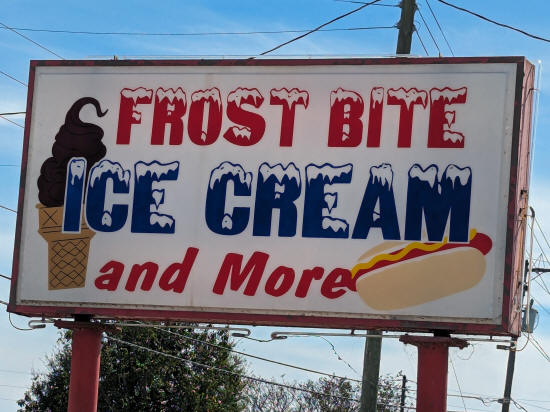 FROST BITE
ICE CREAM
and More